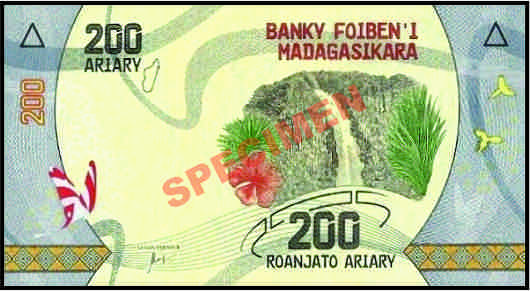 200
ARIARY
BANKY FOIBEN'I
MADAGASIKARA
200
SPECIMEN
200
ROANJATO ARIARY